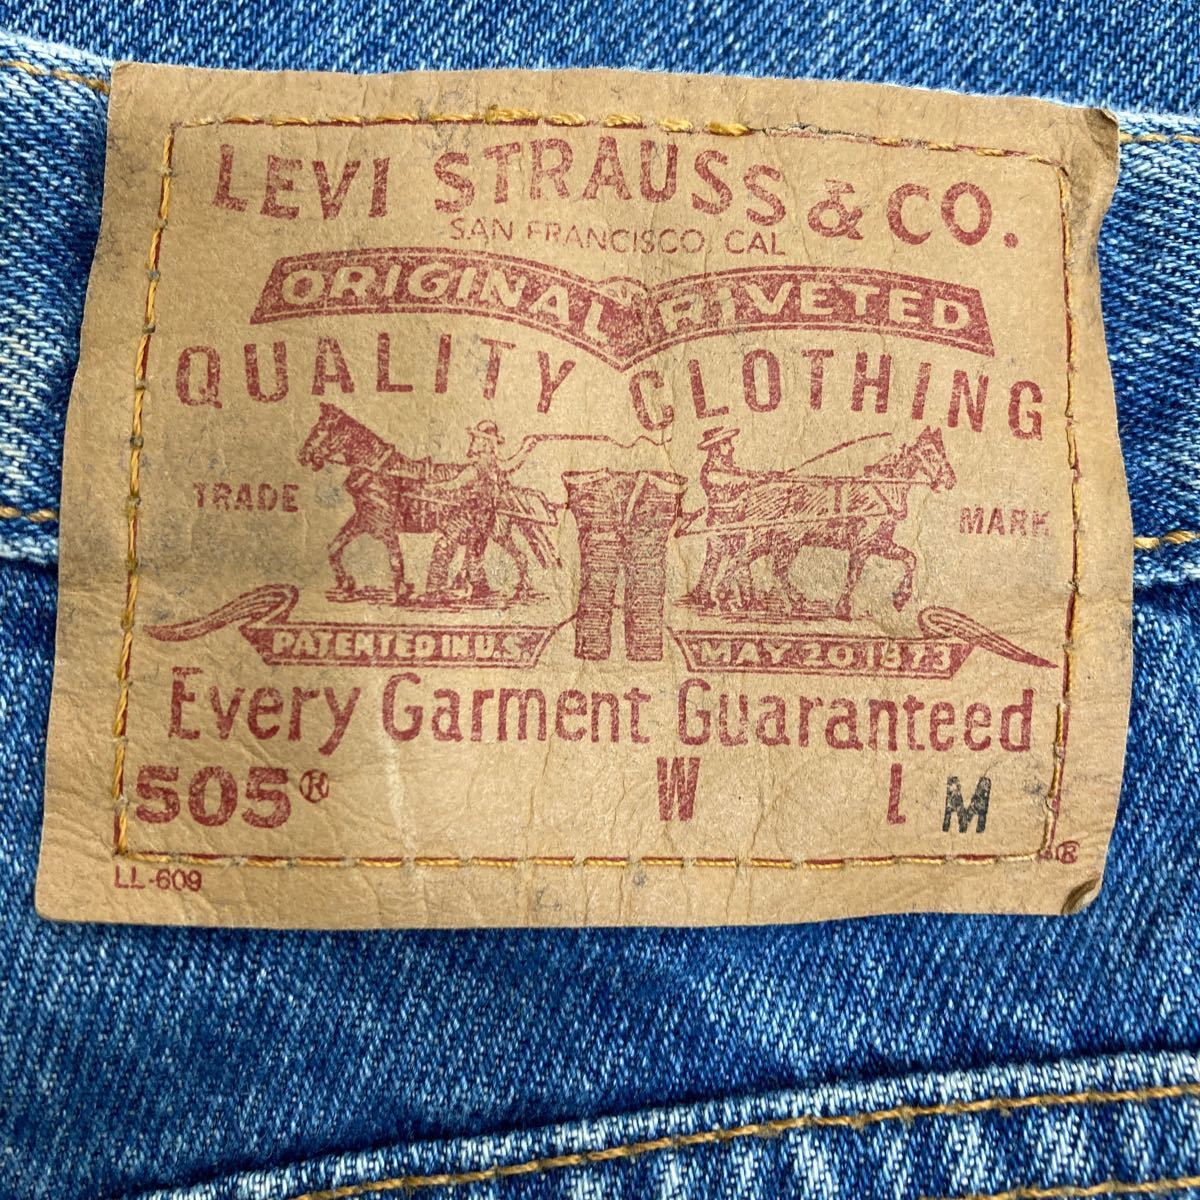 LEVI STRAUSS & CO.
SAN FRANCISCO CAL
ORIGINAL RIVETED
QUALITY CLOTHING
TRADE MARK
PATENTED IN U.S. MAY 20 1873
Every Garment Guaranteed
505® W L M
LL-609 ®